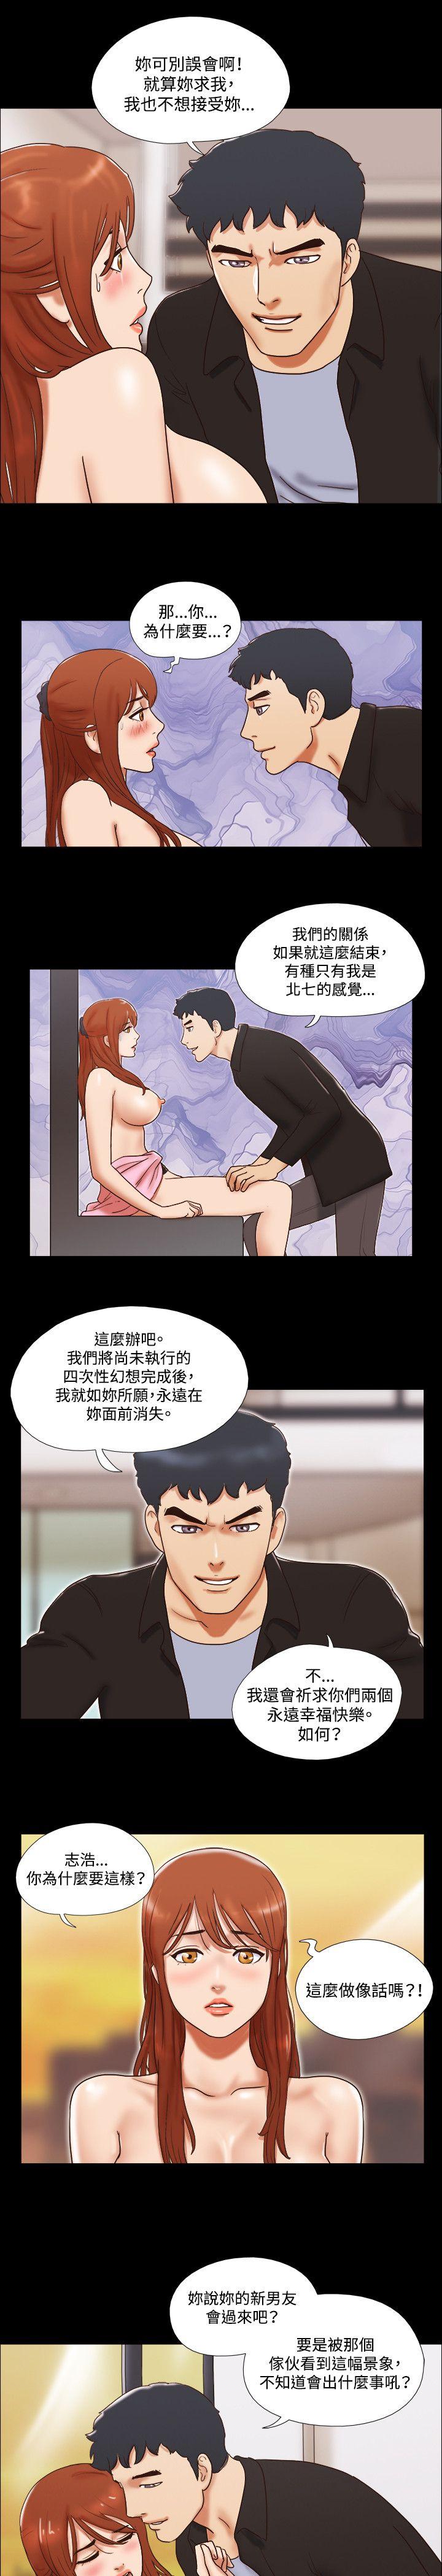 妳可別誤會啊!
就算妳求我,
我也不想接受妳...
那...你...
為什麼要...?
我們的關係
如果就這麼結束,
有種只有我是
北七的感覺...
這麼辦吧。
我們將尚未執行的
四次性幻想完成後,
我就如妳所願,永遠在
妳面前消失。
不...
我還會祈求你們兩個
永遠幸福快樂。
如何?
志浩...
你為什麼要這樣?
這麼做像話嗎?!
妳說妳的新男友
會過來吧?
要是被那個
傢伙看到這幅景象,
不知道會出什麼事吼?